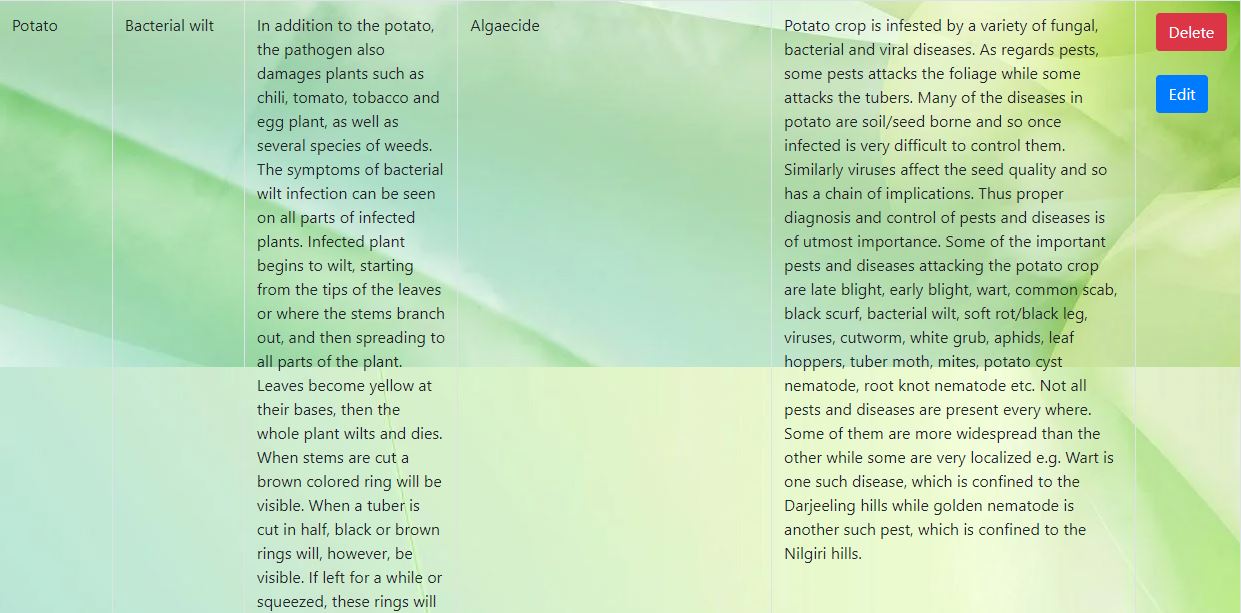 Potato
Bacterial wilt
In addition to the potato,
the pathogen also
damages plants such as
chili, tomato, tobacco and
egg plant, as well as
several species of weeds.
The symptoms of bacterial
wilt infection can be seen
on all parts of infected
plants. Infected plant
begins to wilt, starting
from the tips of the leaves
or where the stems branch
out, and then spreading to
all parts of the plant.
Leaves become yellow at
their bases, then the
whole plant wilts and dies.
When stems are cut a
brown colored ring will be
visible. When a tuber is
cut in half, black or brown
rings will, however, be
visible. If left for a while or
squeezed, these rings will
Algaecide
Potato crop is infested by a variety of fungal,
bacterial and viral diseases. As regards pests,
some pests attacks the foliage while some
attacks the tubers. Many of the diseases in
potato are soil/seed borne and so once
infected is very difficult to control them.
Similarly viruses affect the seed quality and so
has a chain of implications. Thus proper
diagnosis and control of pests and diseases is
of utmost importance. Some of the important
pests and diseases attacking the potato crop
are late blight, early blight, wart, common scab,
black scurf, bacterial wilt, soft rot/black leg,
viruses, cutworm, white grub, aphids, leaf
hoppers, tuber moth, mites, potato cyst
nematode, root knot nematode etc. Not all
pests and diseases are present every where.
Some of them are more widespread than the
other while some are very localized e.g. Wart is
one such disease, which is confined to the
Darjeeling hills while golden nematode is
another such pest, which is confined to the
Nilgiri hills.
Delete
Edit